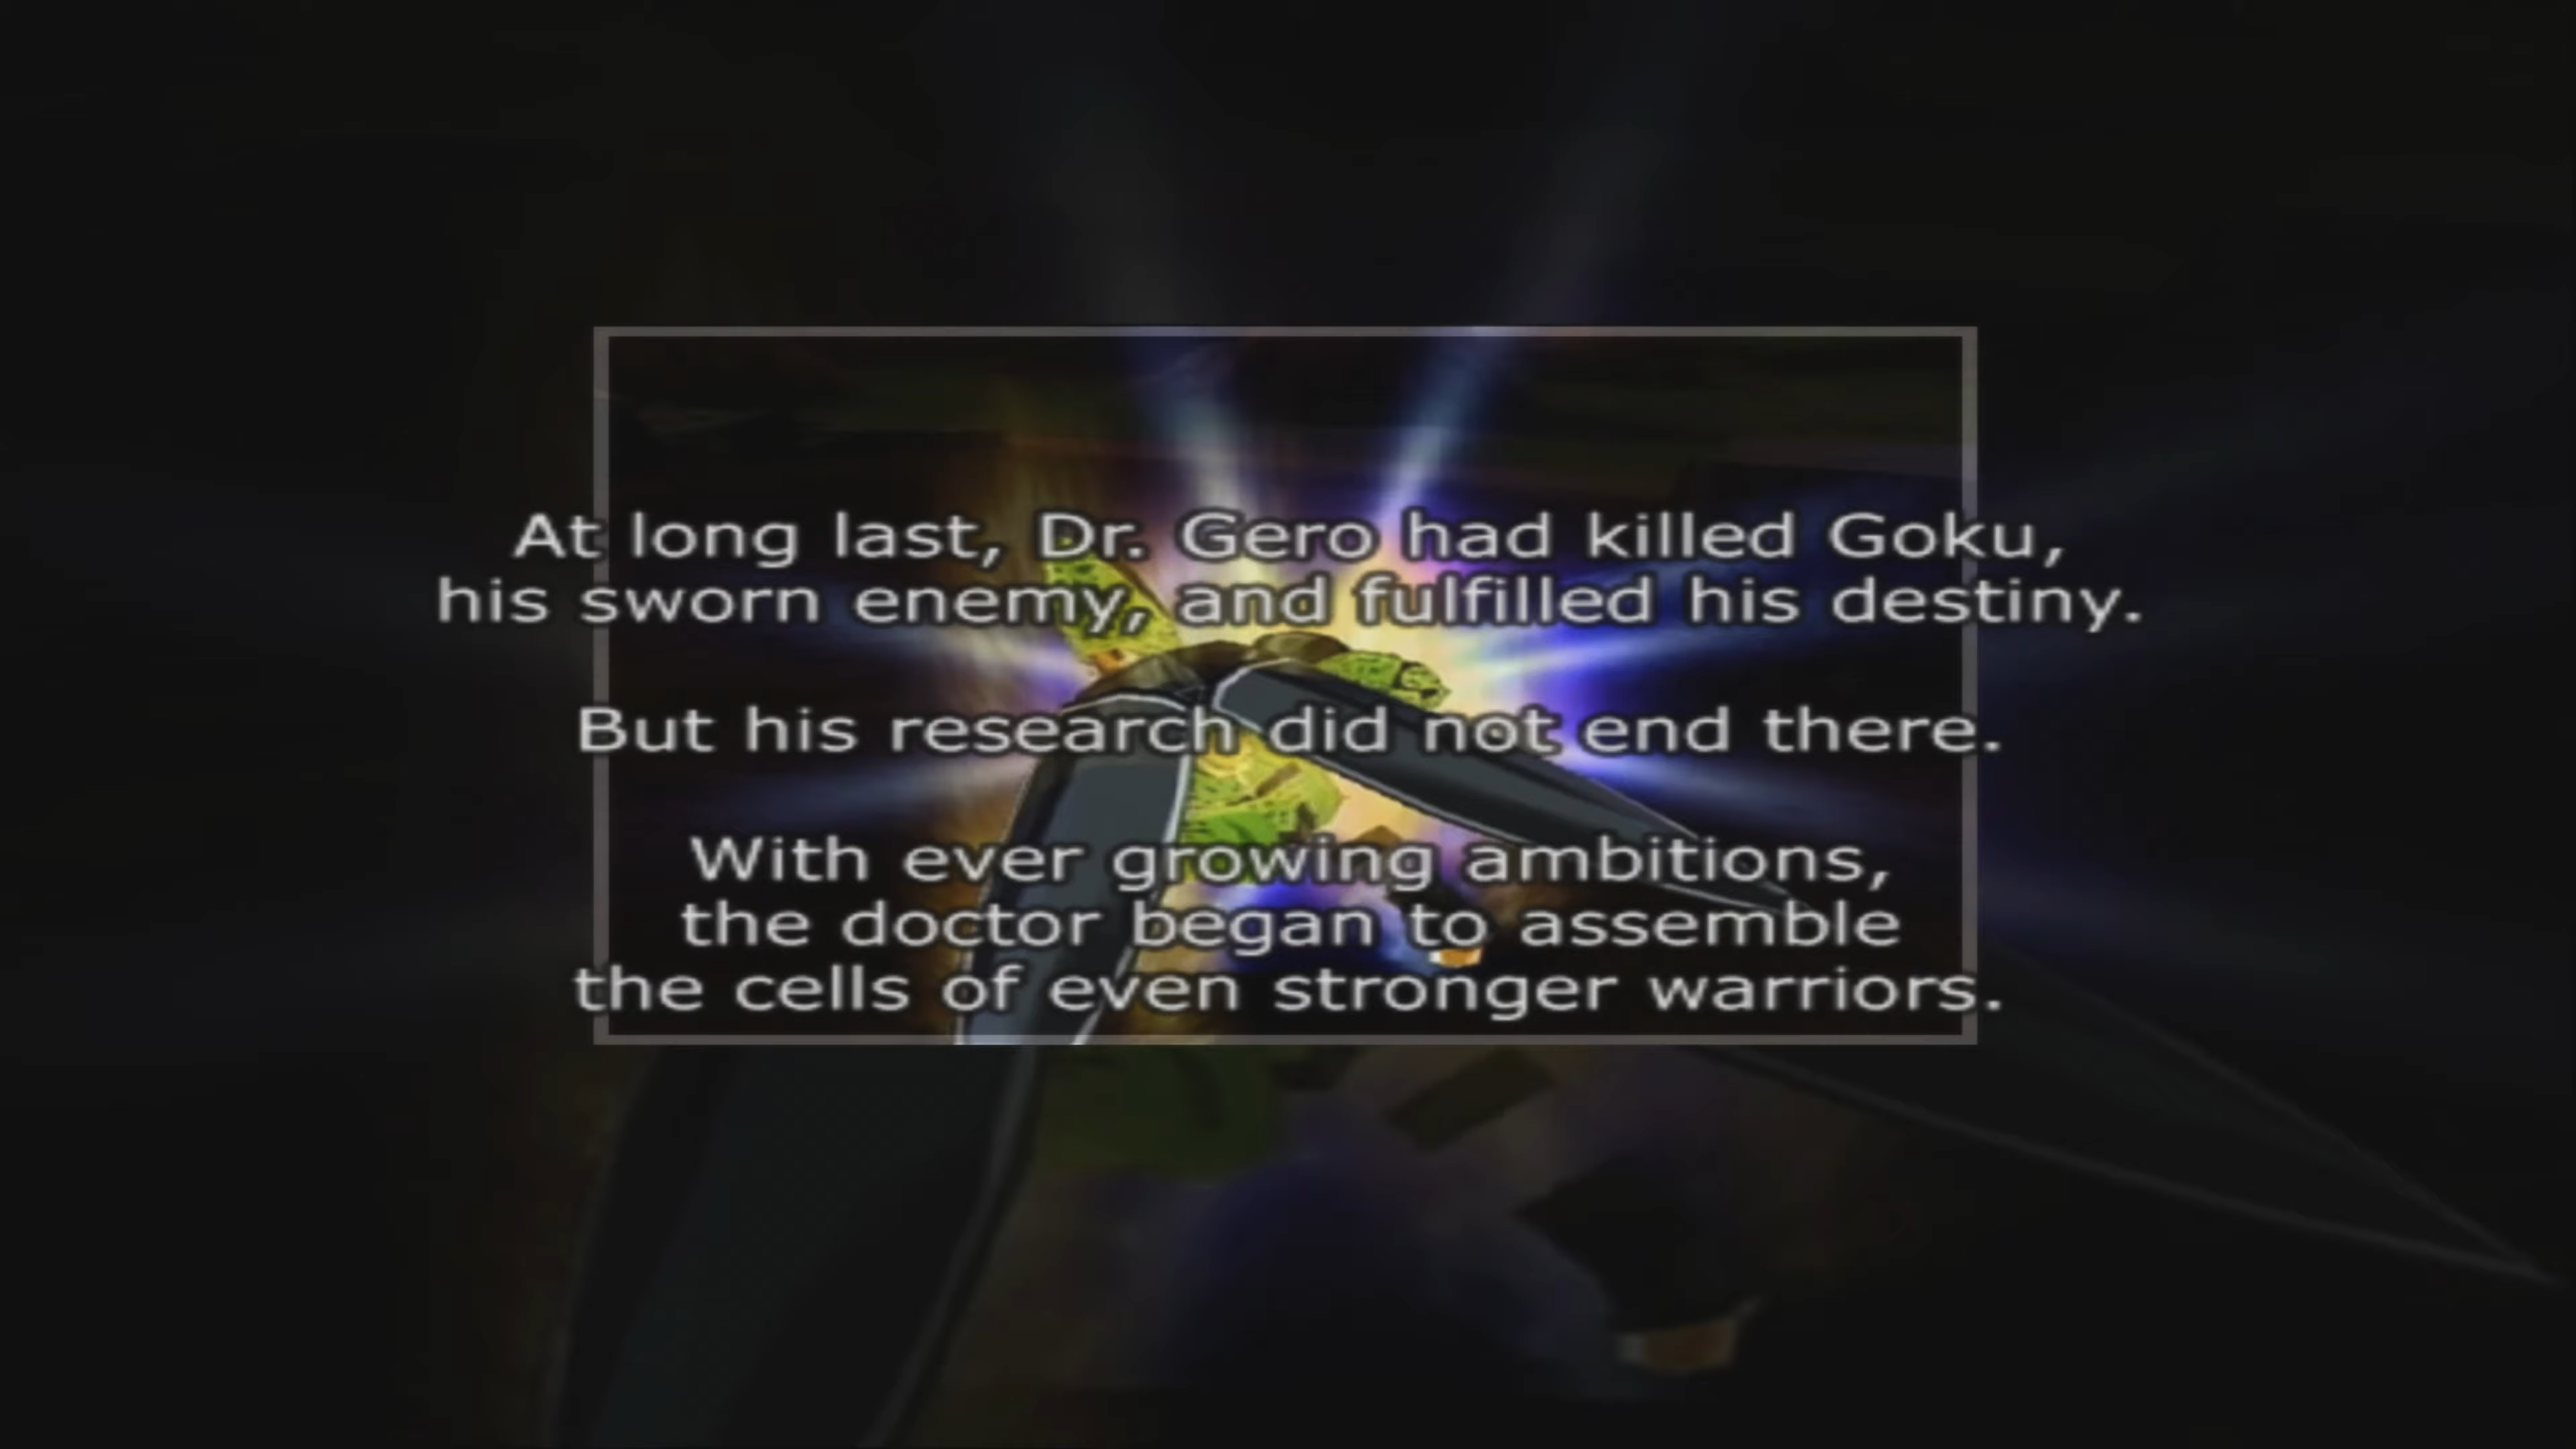 At long last, Dr. Gero had killed Goku,
his sworn enemy, and fulfilled his destiny.
But his research did not end there.
With ever growing ambitions,
the doctor began to assemble
the cells of even stronger warriors.